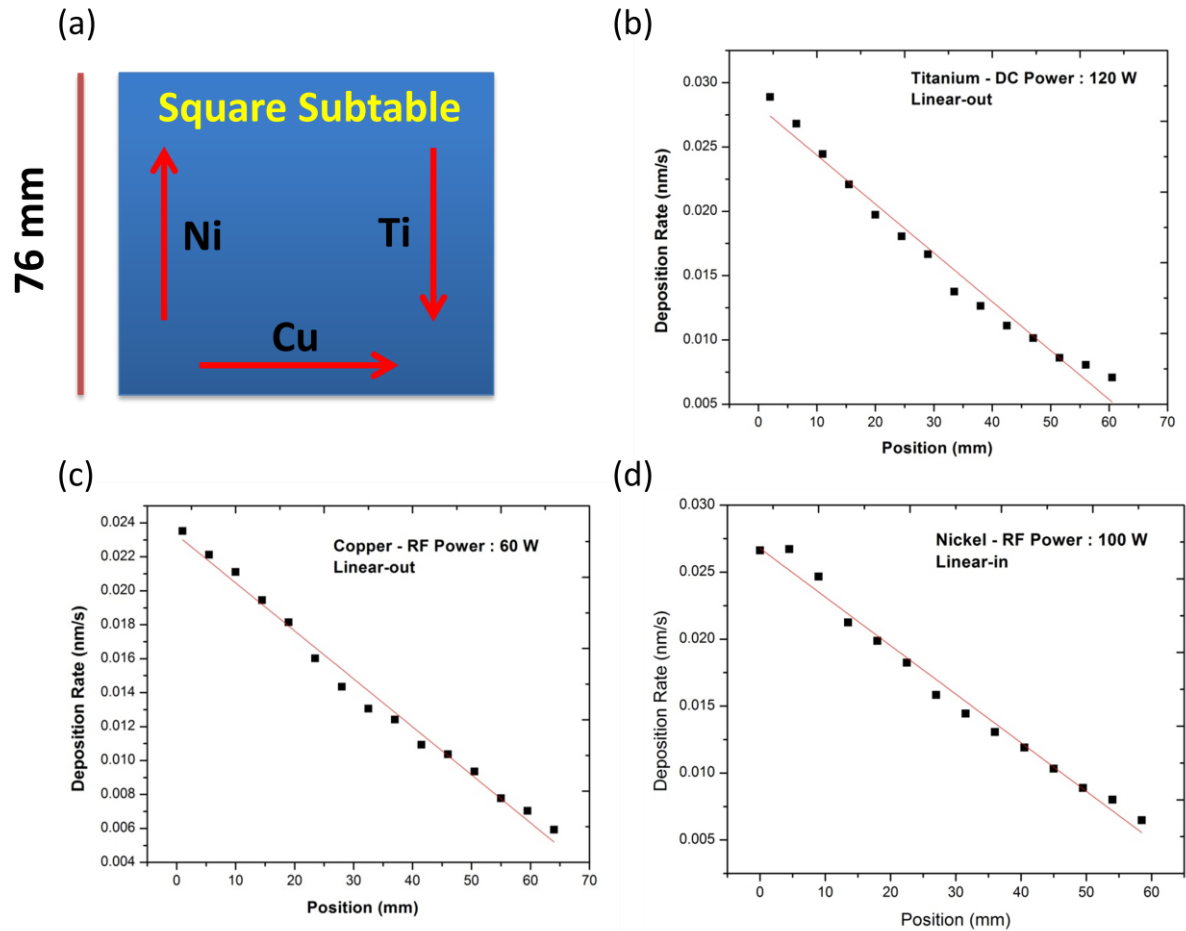 (a)
Square Subtable
76 mm
Ni
Ti
Cu
(b)
Titanium - DC Power : 120 W
Linear-out
Deposition Rate (nm/s)
0.030
0.025
0.020
0.015
0.010
0.005
0 10 20 30 40 50 60 70
Position (mm)
(c)
Copper - RF Power : 60 W
Linear-out
Deposition Rate (nm/s)
0.024
0.022
0.020
0.018
0.016
0.014
0.012
0.010
0.008
0.006
0.004
0 10 20 30 40 50 60 70
Position (mm)
(d)
Nickel - RF Power : 100 W
Linear-in
Deposition Rate (nm/s)
0.030
0.025
0.020
0.015
0.010
0.005
0 10 20 30 40 50 60
Position (mm)